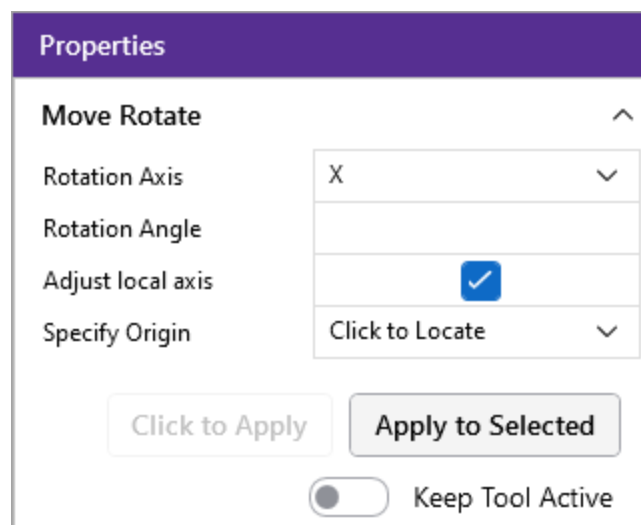 Properties
Move Rotate
Rotation Axis X
Rotation Angle
Adjust local axis
Specify Origin Click to Locate
Click to Apply Apply to Selected
Keep Tool Active